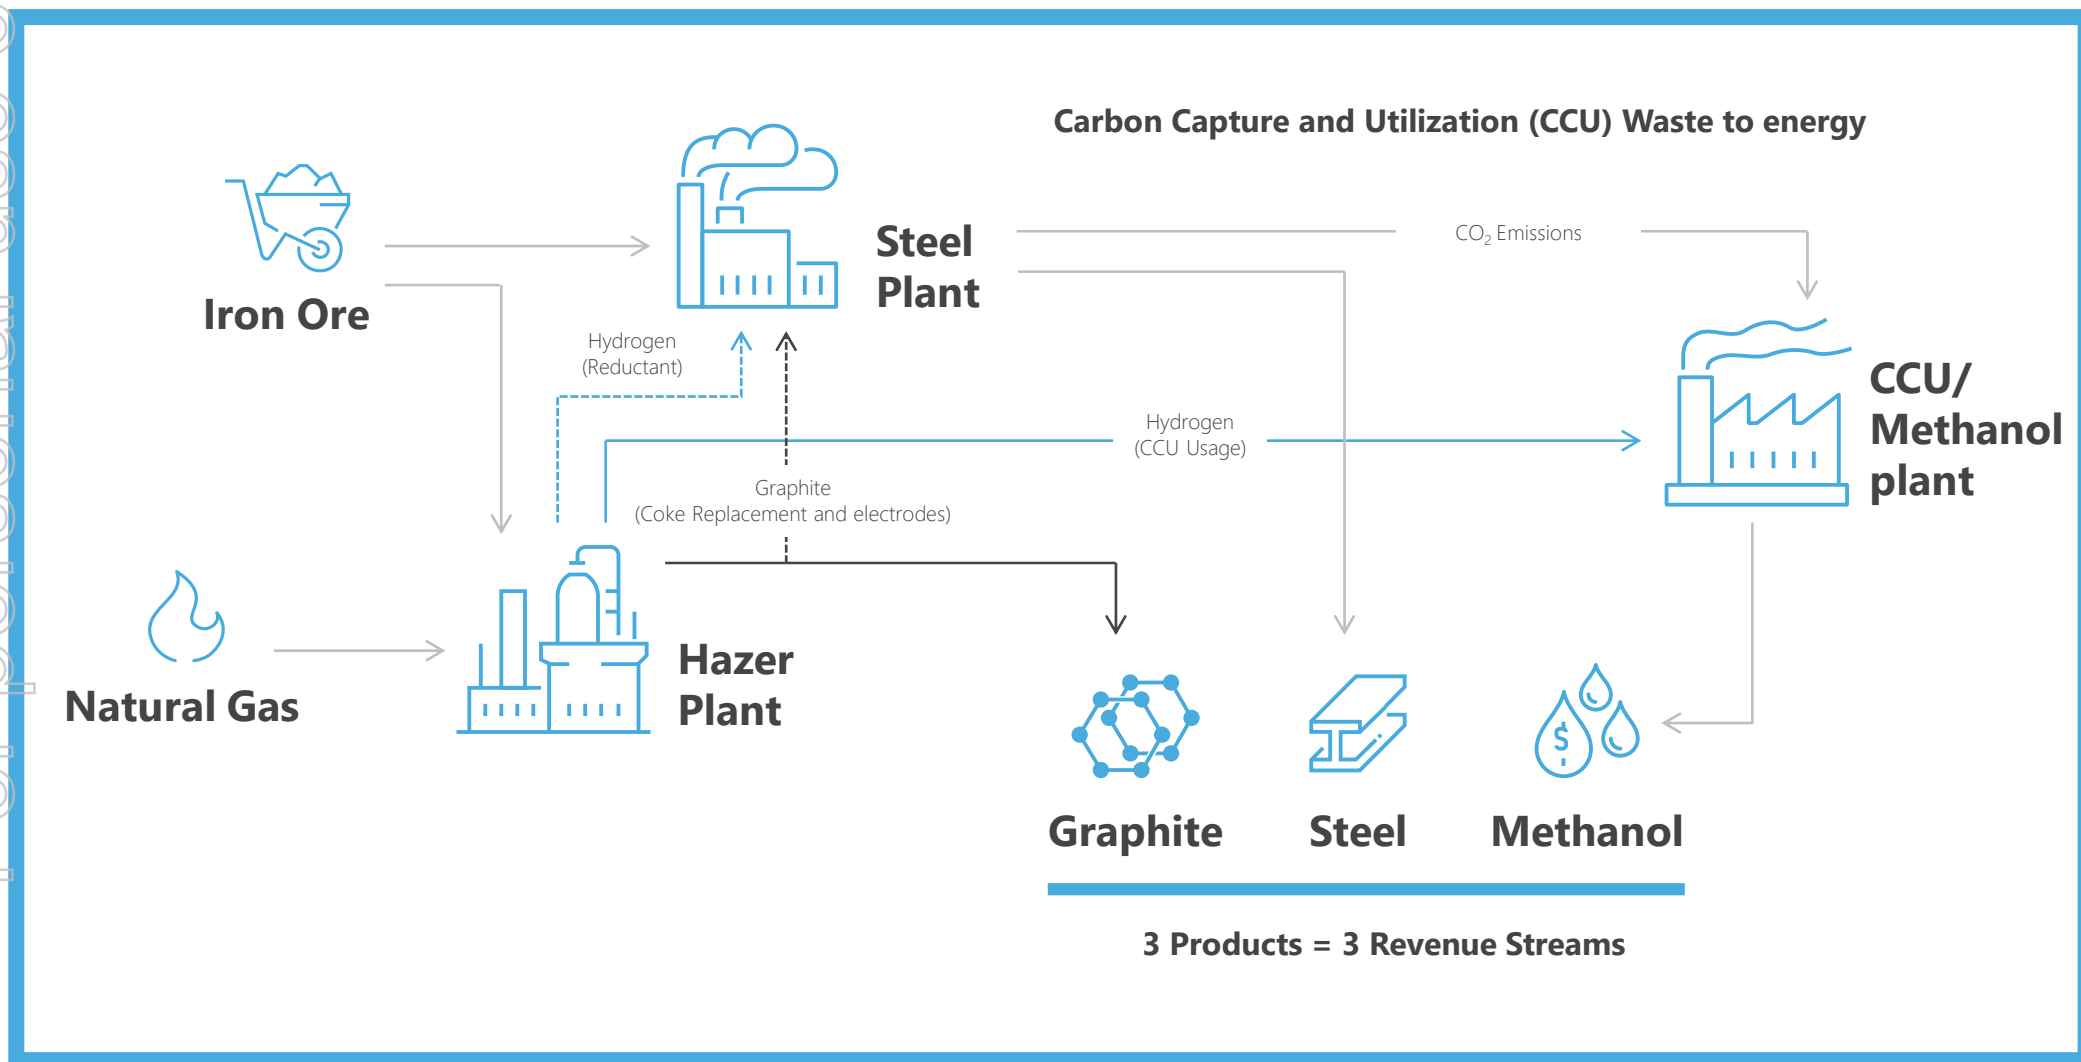 Carbon Capture and Utilization (CCU) Waste to energy
Iron Ore
Steel
Plant
CO₂ Emissions
Hydrogen
(Reductant)
Hydrogen
(CCU Usage)
CCU/
Methanol
plant
Graphite
(Coke Replacement and electrodes)
Natural Gas
Hazer
Plant
$
Graphite
Steel
Methanol
3 Products = 3 Revenue Streams